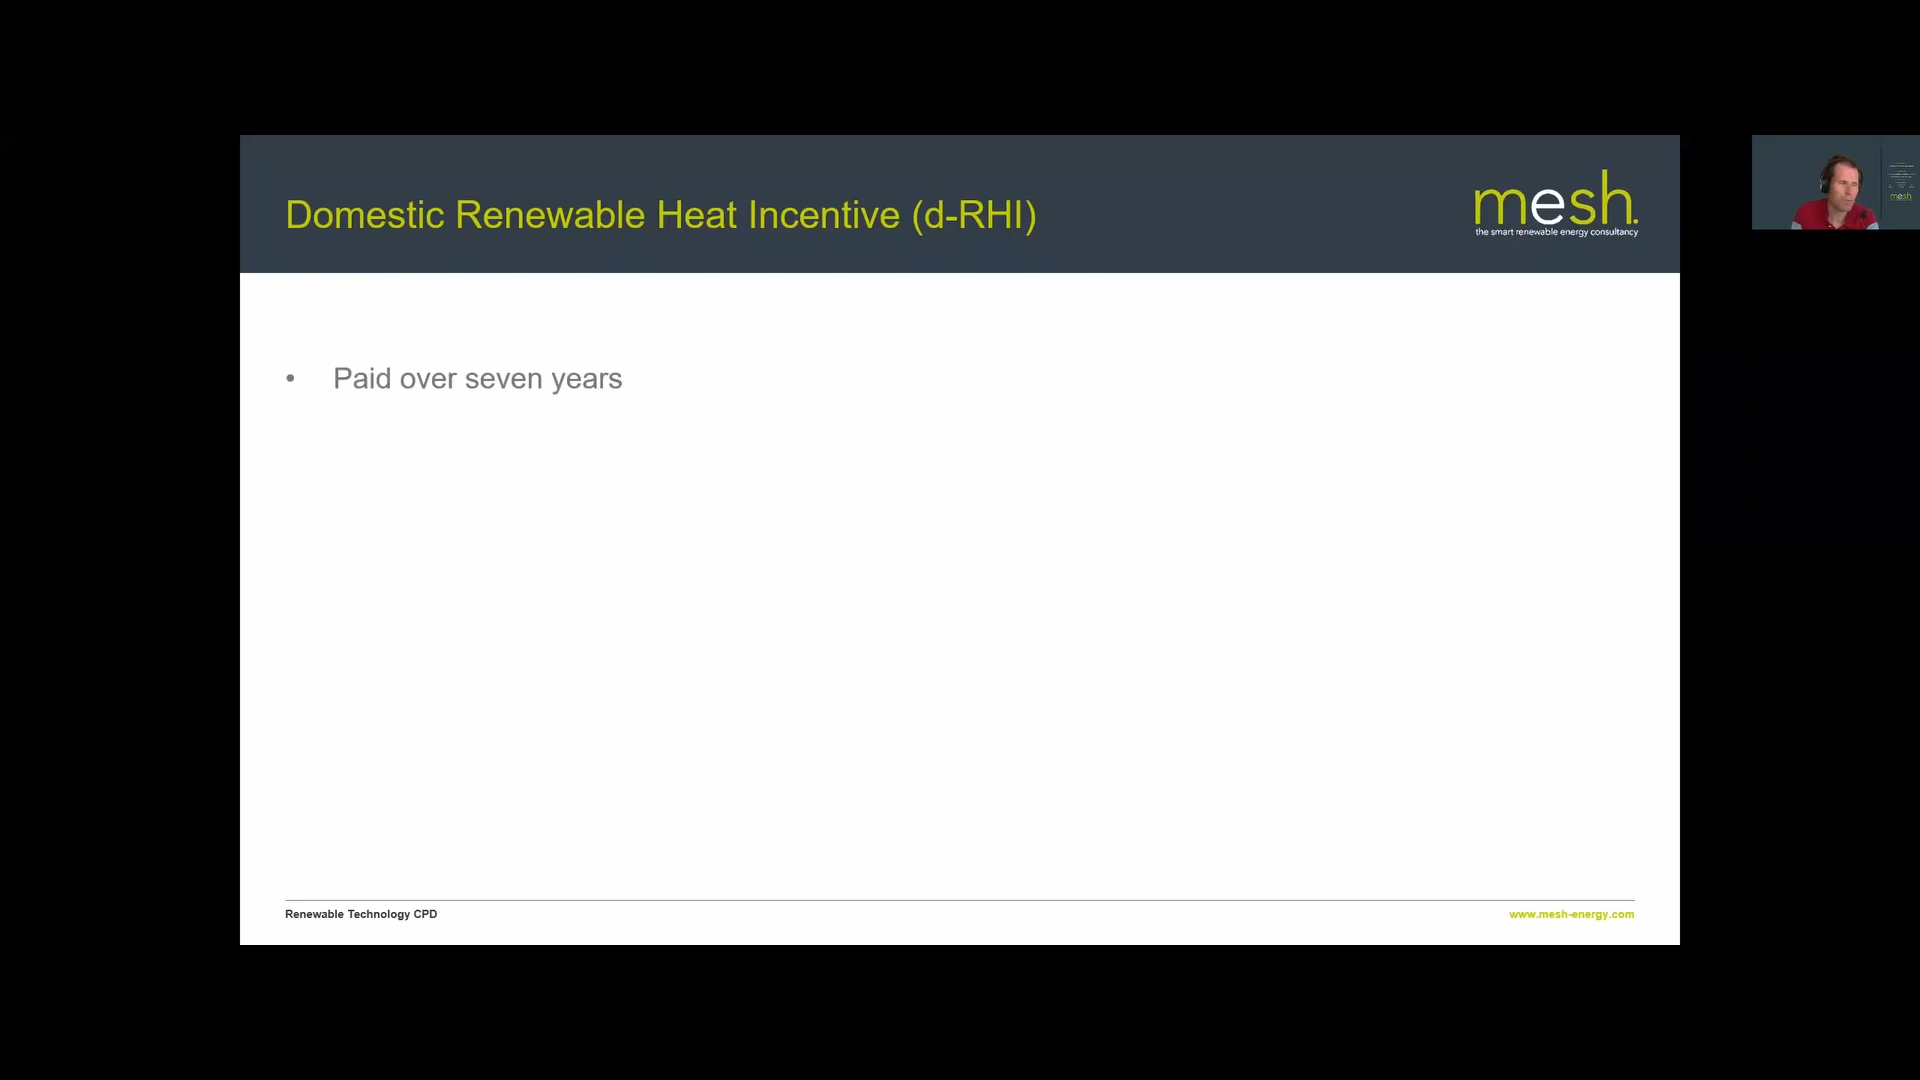 Domestic Renewable Heat Incentive (d-RHI)
mesh.
the smart renewable energy consultancy
mesh
• Paid over seven years
Renewable Technology CPD
www.mesh-energy.com